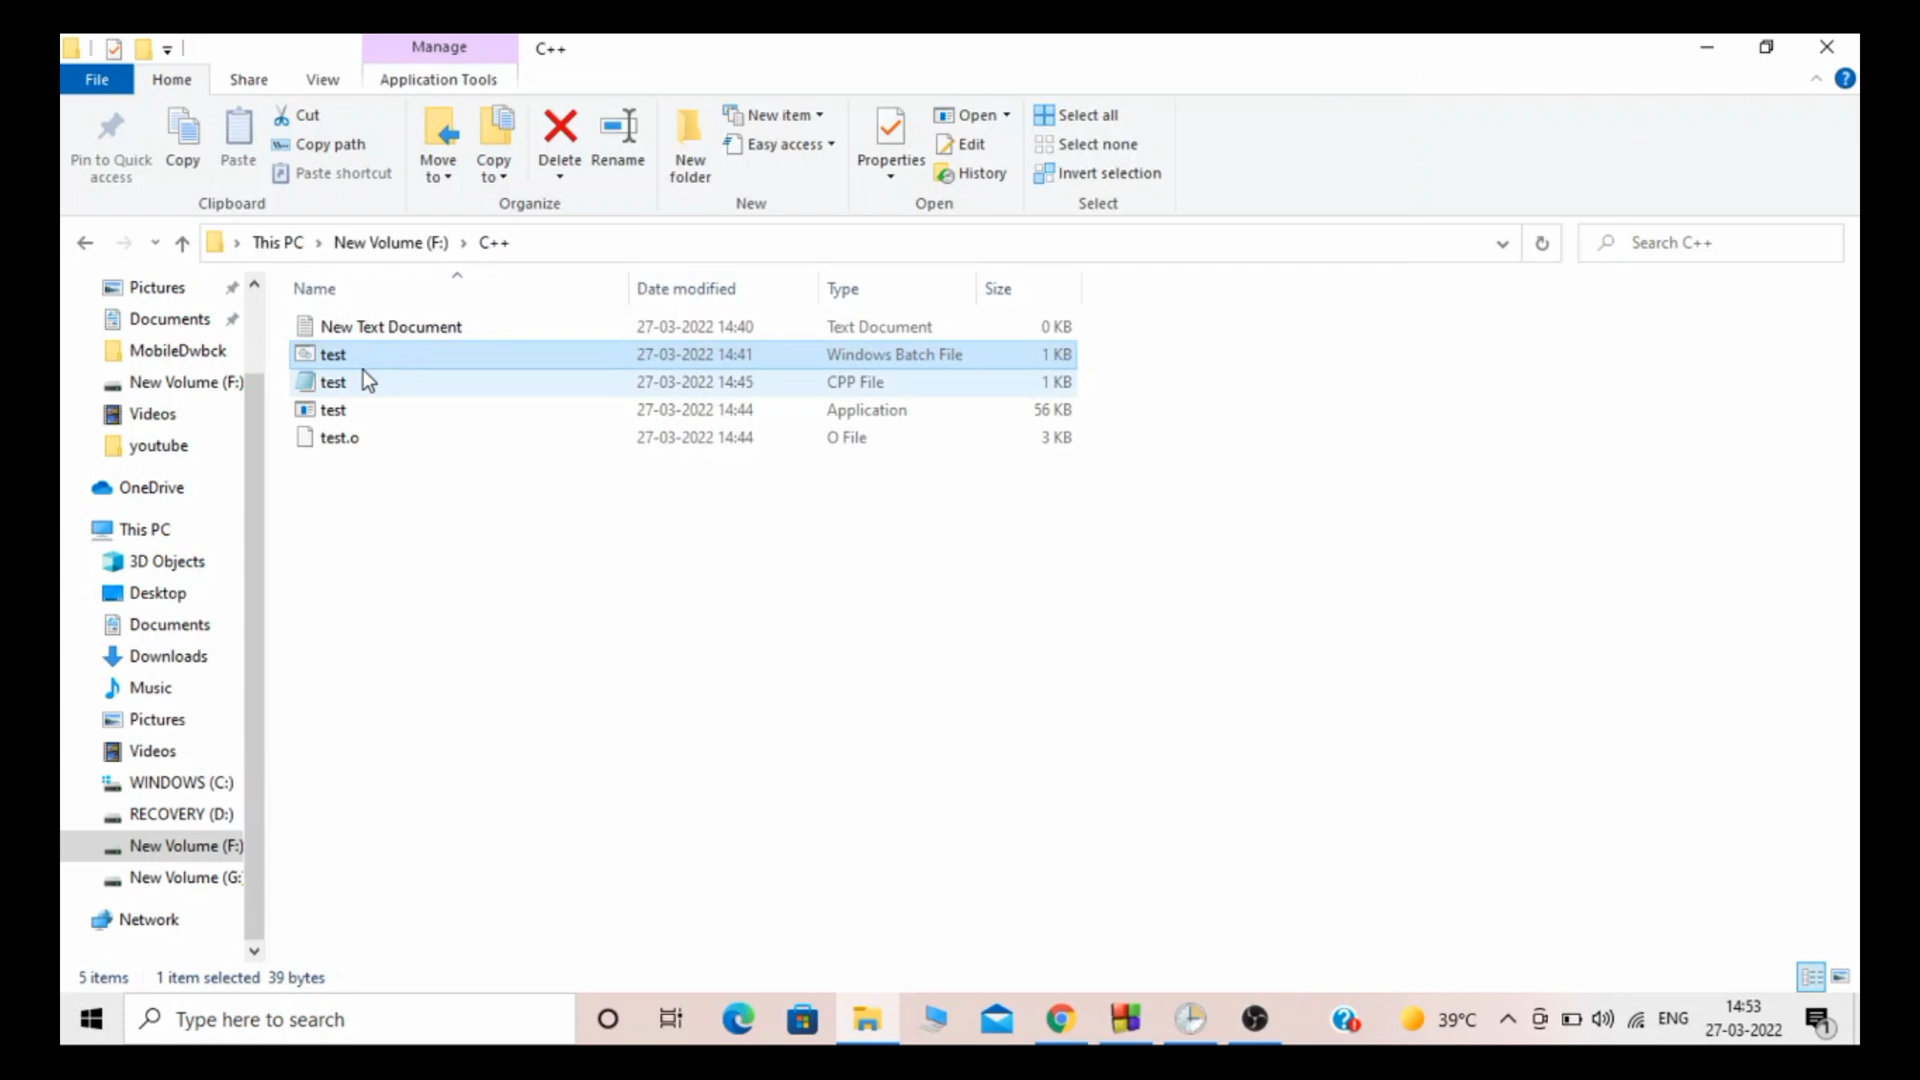 Manage C++
File Home Share View Application Tools
Pin to Quick access
Copy
Paste
Cut
Copy path
Paste shortcut
Clipboard
Move to
Copy to
Delete
Rename
Organize
New folder
New item
Easy access
New
Properties
Open
Edit
History
Open
Select all
Select none
Invert selection
Select
This PC New Volume (F:) C++
Search C++
Name Date modified Type Size
New Text Document 27-03-2022 14:40 Text Document 0 KB
test 27-03-2022 14:41 Windows Batch File 1 KB
test 27-03-2022 14:45 CPP File 1 KB
test 27-03-2022 14:44 Application 56 KB
test.o 27-03-2022 14:44 O File 3 KB
Pictures
Documents
MobileDwbck
New Volume (F:)
Videos
youtube
OneDrive
This PC
3D Objects
Desktop
Documents
Downloads
Music
Pictures
Videos
WINDOWS (C:)
RECOVERY (D:)
New Volume (F:)
New Volume (G:
Network
5 items 1 item selected 39 bytes
Type here to search
39°C
ENG
14:53
27-03-2022
1